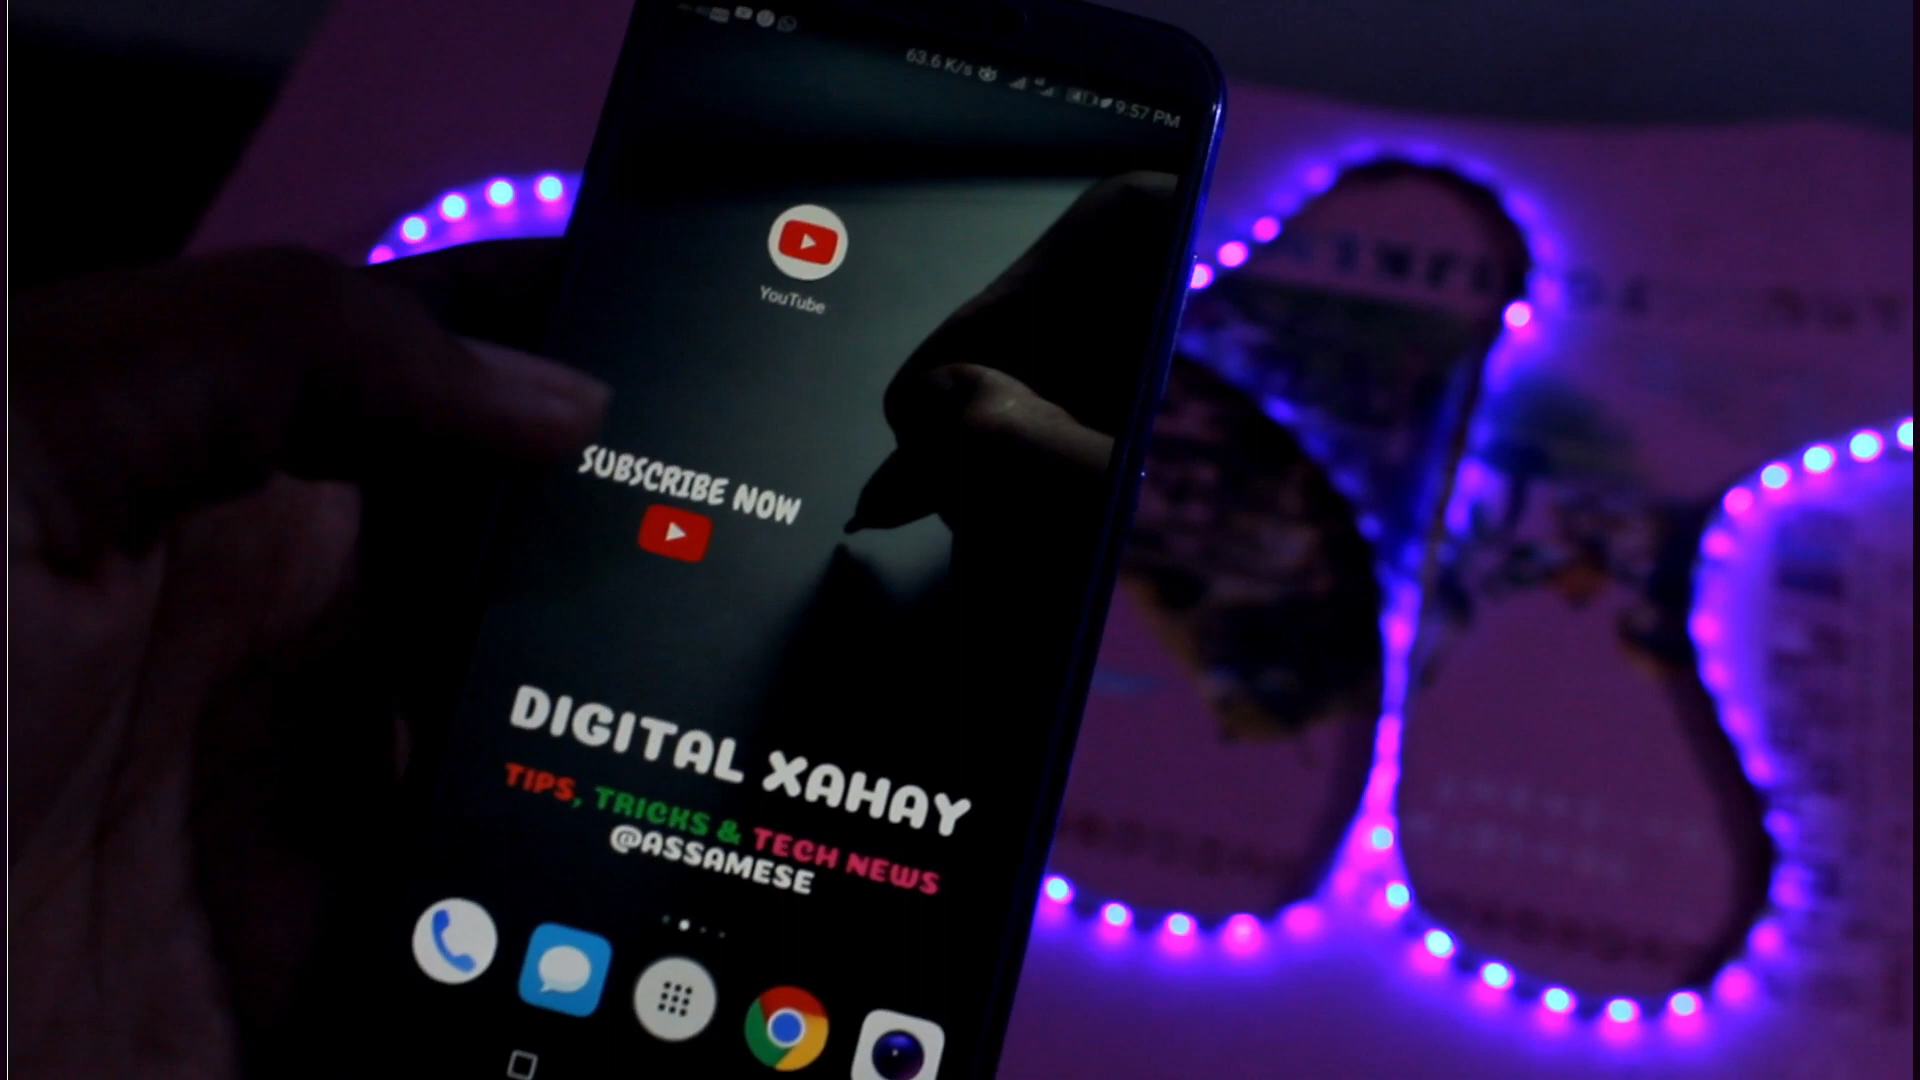 63.6 K/s 9:57 PM
YouTube
SUBSCRIBE NOW
DIGITAL XAHAY
TIPS, TRICKS & TECH NEWS
@ASSAMESE